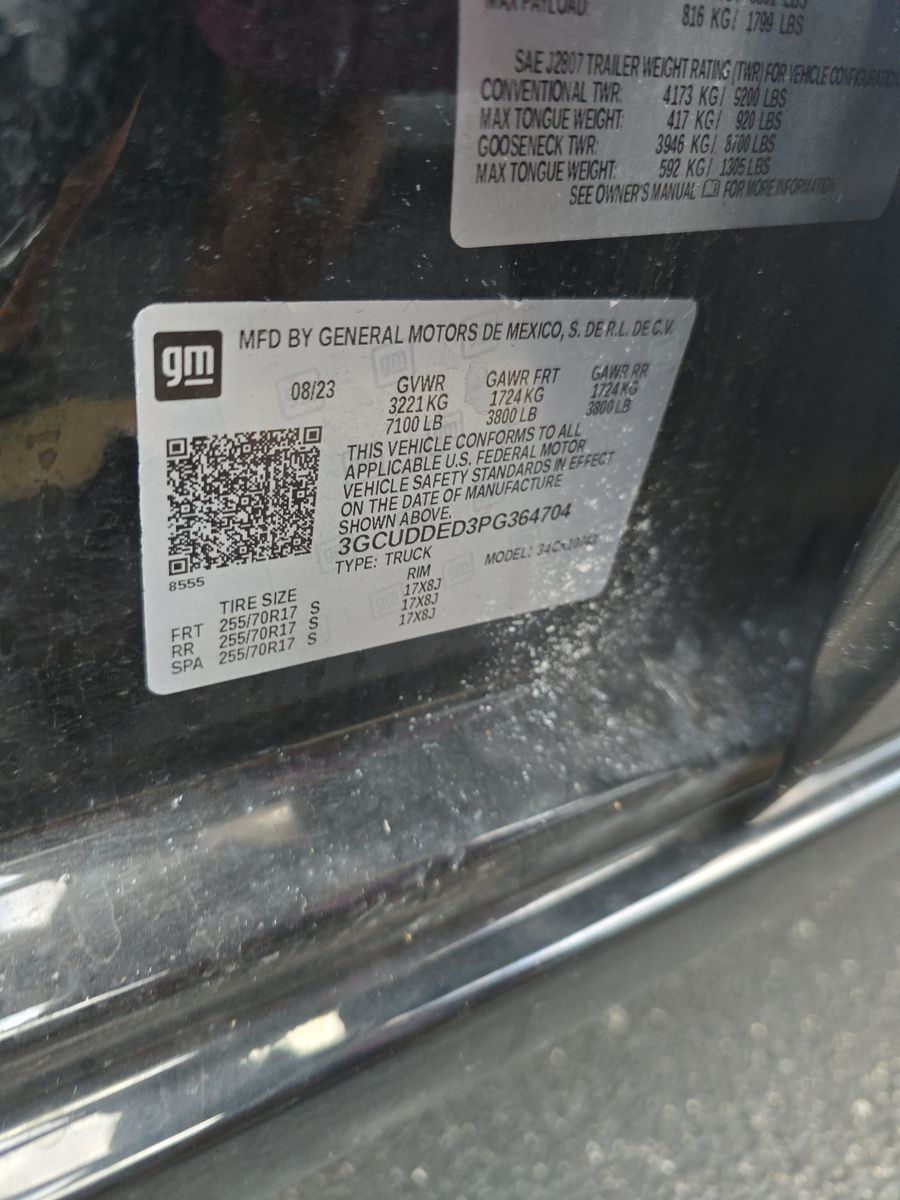 MAX PAYLOAD: 816 KG/ 1799 LBS
SAE J2807 TRAILER WEIGHT RATING (TWR) FOR VEHICLE CONFIGURATION
CONVENTIONAL TWR: 4173 KG/ 9200 LBS
MAX TONGUE WEIGHT: 417 KG/ 920 LBS
GOOSENECK TWR: 3946 KG/ 8700 LBS
MAX TONGUE WEIGHT: 592 KG/ 1305 LBS
SEE OWNER'S MANUAL FOR MORE INFORMATION
gm
MFD BY GENERAL MOTORS DE MEXICO, S. DE R.L. DE C.V.
08/23 GVWR GAWR FRT GAWR RR
3221 KG 1724 KG 1724 KG
7100 LB 3800 LB 3800 LB
THIS VEHICLE CONFORMS TO ALL
APPLICABLE U.S. FEDERAL MOTOR
VEHICLE SAFETY STANDARDS IN EFFECT
ON THE DATE OF MANUFACTURE
SHOWN ABOVE.
3GCUDDED3PG364704
TYPE: TRUCK MODEL:
8555
TIRE SIZE RIM
FRT 255/70R17 S 17X8J
RR 255/70R17 S 17X8J
SPA 255/70R17 S 17X8J